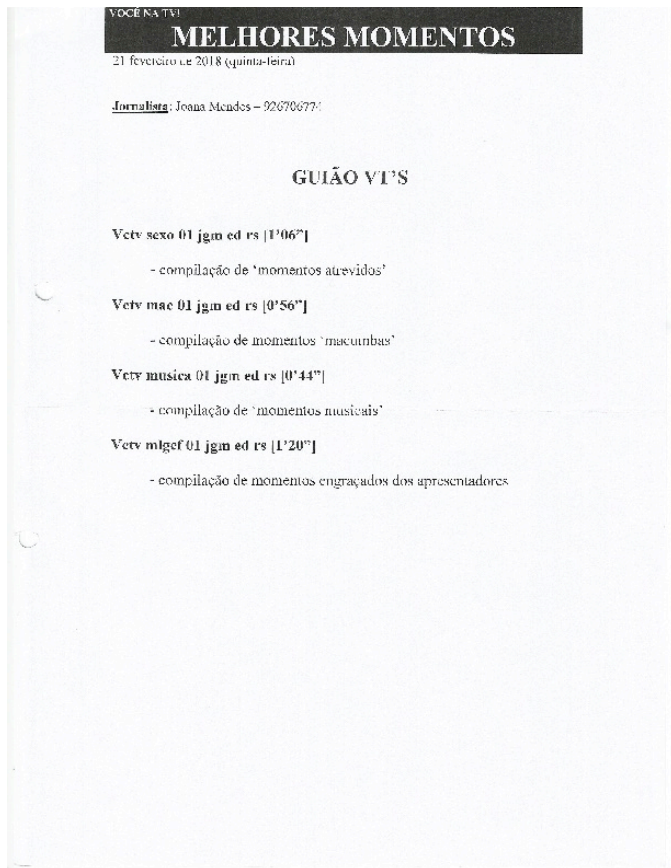 VOCÊ NA TV!
MELHORES MOMENTOS
21 fevereiro de 2018 (quinta-feira)
Jornalista: Joana Mendes –
GUIÃO VT'S
Vctv sexo 01 jgm ed rs [1'06"]
- compilação de 'momentos atrevidos'
Vctv mac 01 jgm ed rs [0'56"]
- compilação de momentos 'macumbas'
Vctv musica 01 jgm ed rs [0'44"]
- compilação de 'momentos musicais'
Vctv mlgcf 01 jgm ed rs [1'20"]
- compilação de momentos engraçados dos apresentadores